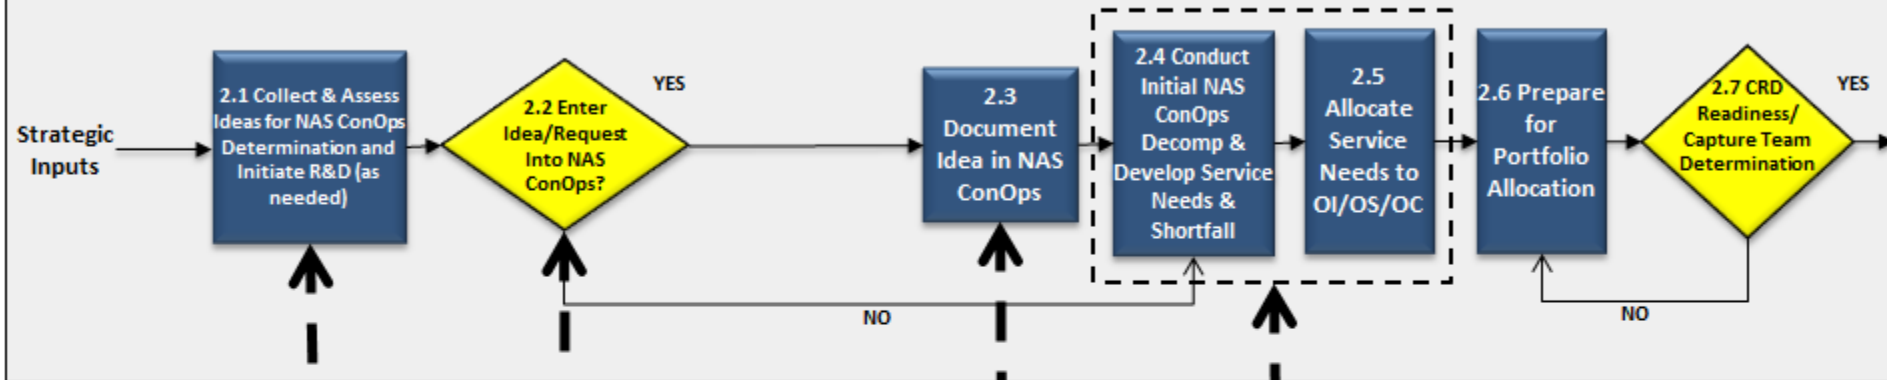 Strategic
Inputs
2.1 Collect & Assess
Ideas for NAS ConOps
Determination and
Initiate R&D (as
needed)
2.2 Enter
Idea/Request
Into NAS
ConOps?
YES
NO
2.3
Document
Idea in NAS
ConOps
2.4 Conduct
Initial NAS
ConOps
Decomp &
Develop Service
Needs &
Shortfall
2.5
Allocate
Service
Needs to
OI/OS/OC
2.6 Prepare
for
Portfolio
Allocation
2.7 CRD
Readiness/
Capture Team
Determination
YES
NO